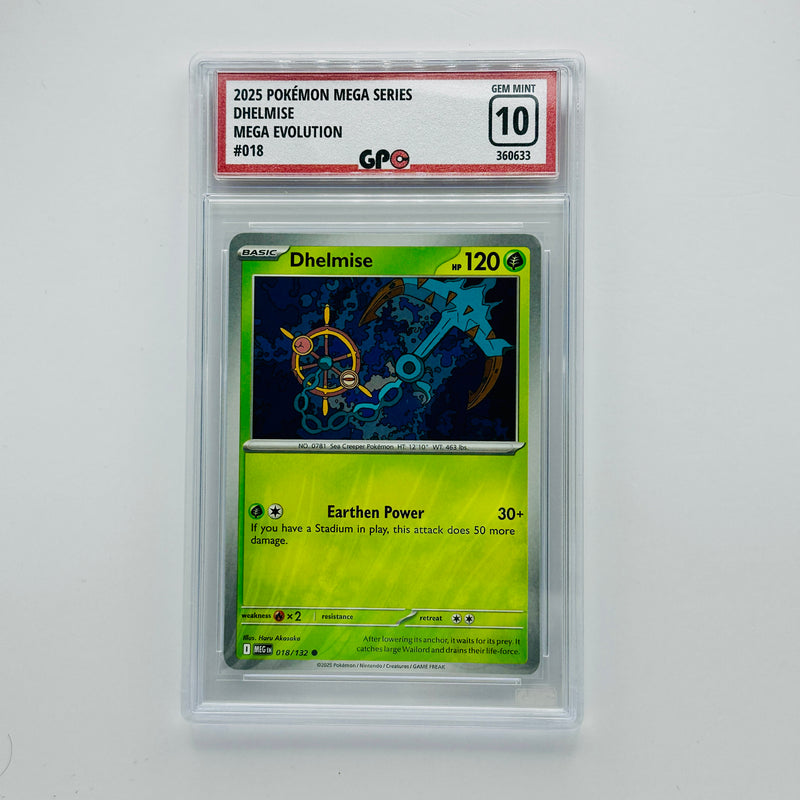 2025 POKÉMON MEGA SERIES
DHELMISE
MEGA EVOLUTION
#018
GEM MINT
10
360633
GPC
BASIC
Dhelmise
HP 120
NO. 0781 Sea Creeper Pokémon HT. 12'10" WT. 463 lbs.
Earthen Power 30+
If you have a Stadium in play, this attack does 50 more
damage.
weakness ×2 resistance retreat
Illus. Haru Akasaka
After lowering its anchor, it waits for its prey. It
catches large Wailord and drains their life-force.
I MEG EN 018/132
©2025 Pokémon / Nintendo / Creatures / GAME FREAK